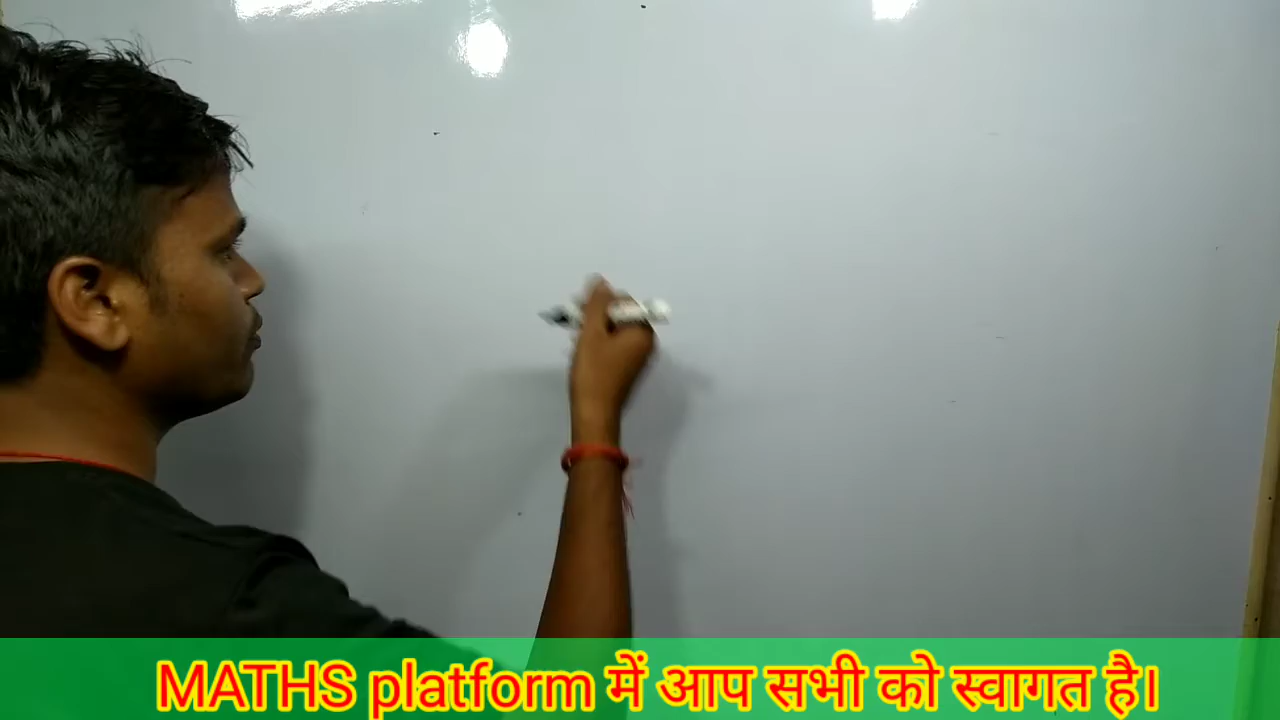 MATHS platform में आप सभी को स्वागत है।